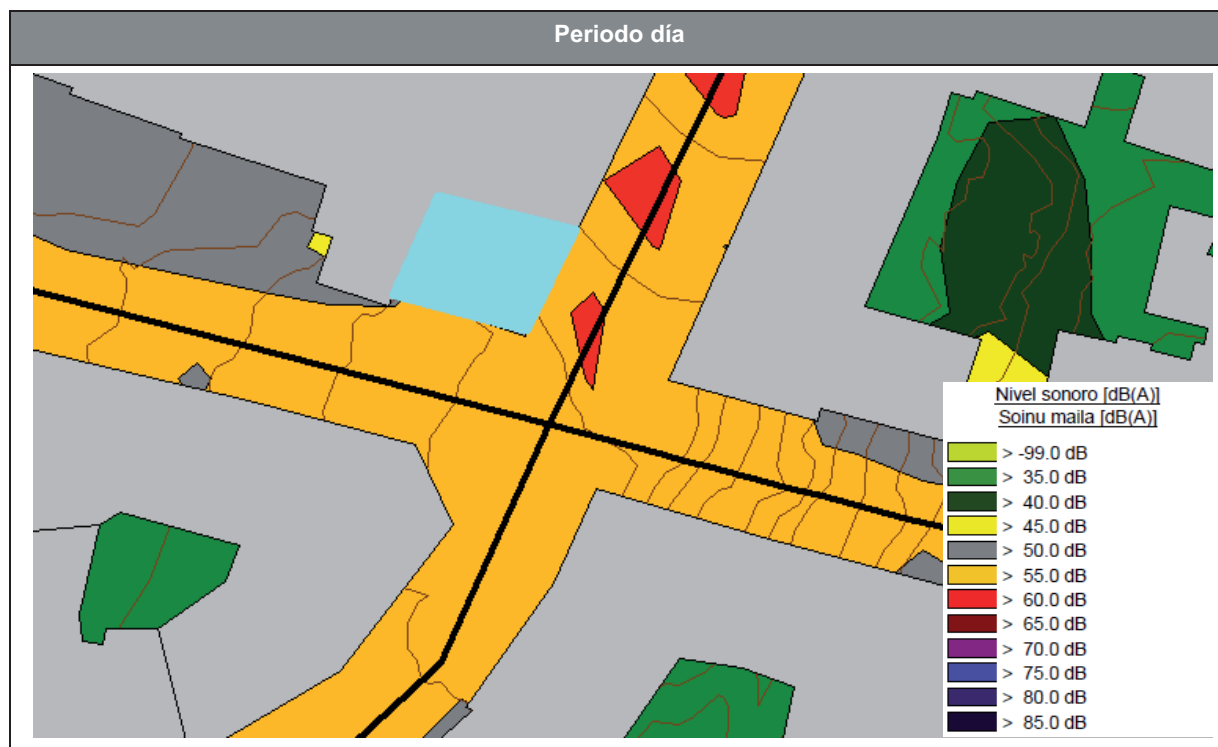 Periodo día
Nivel sonoro [dB(A)]
Soinu maila [dB(A)]
> -99.0 dB
> 35.0 dB
> 40.0 dB
> 45.0 dB
> 50.0 dB
> 55.0 dB
> 60.0 dB
> 65.0 dB
> 70.0 dB
> 75.0 dB
> 80.0 dB
> 85.0 dB